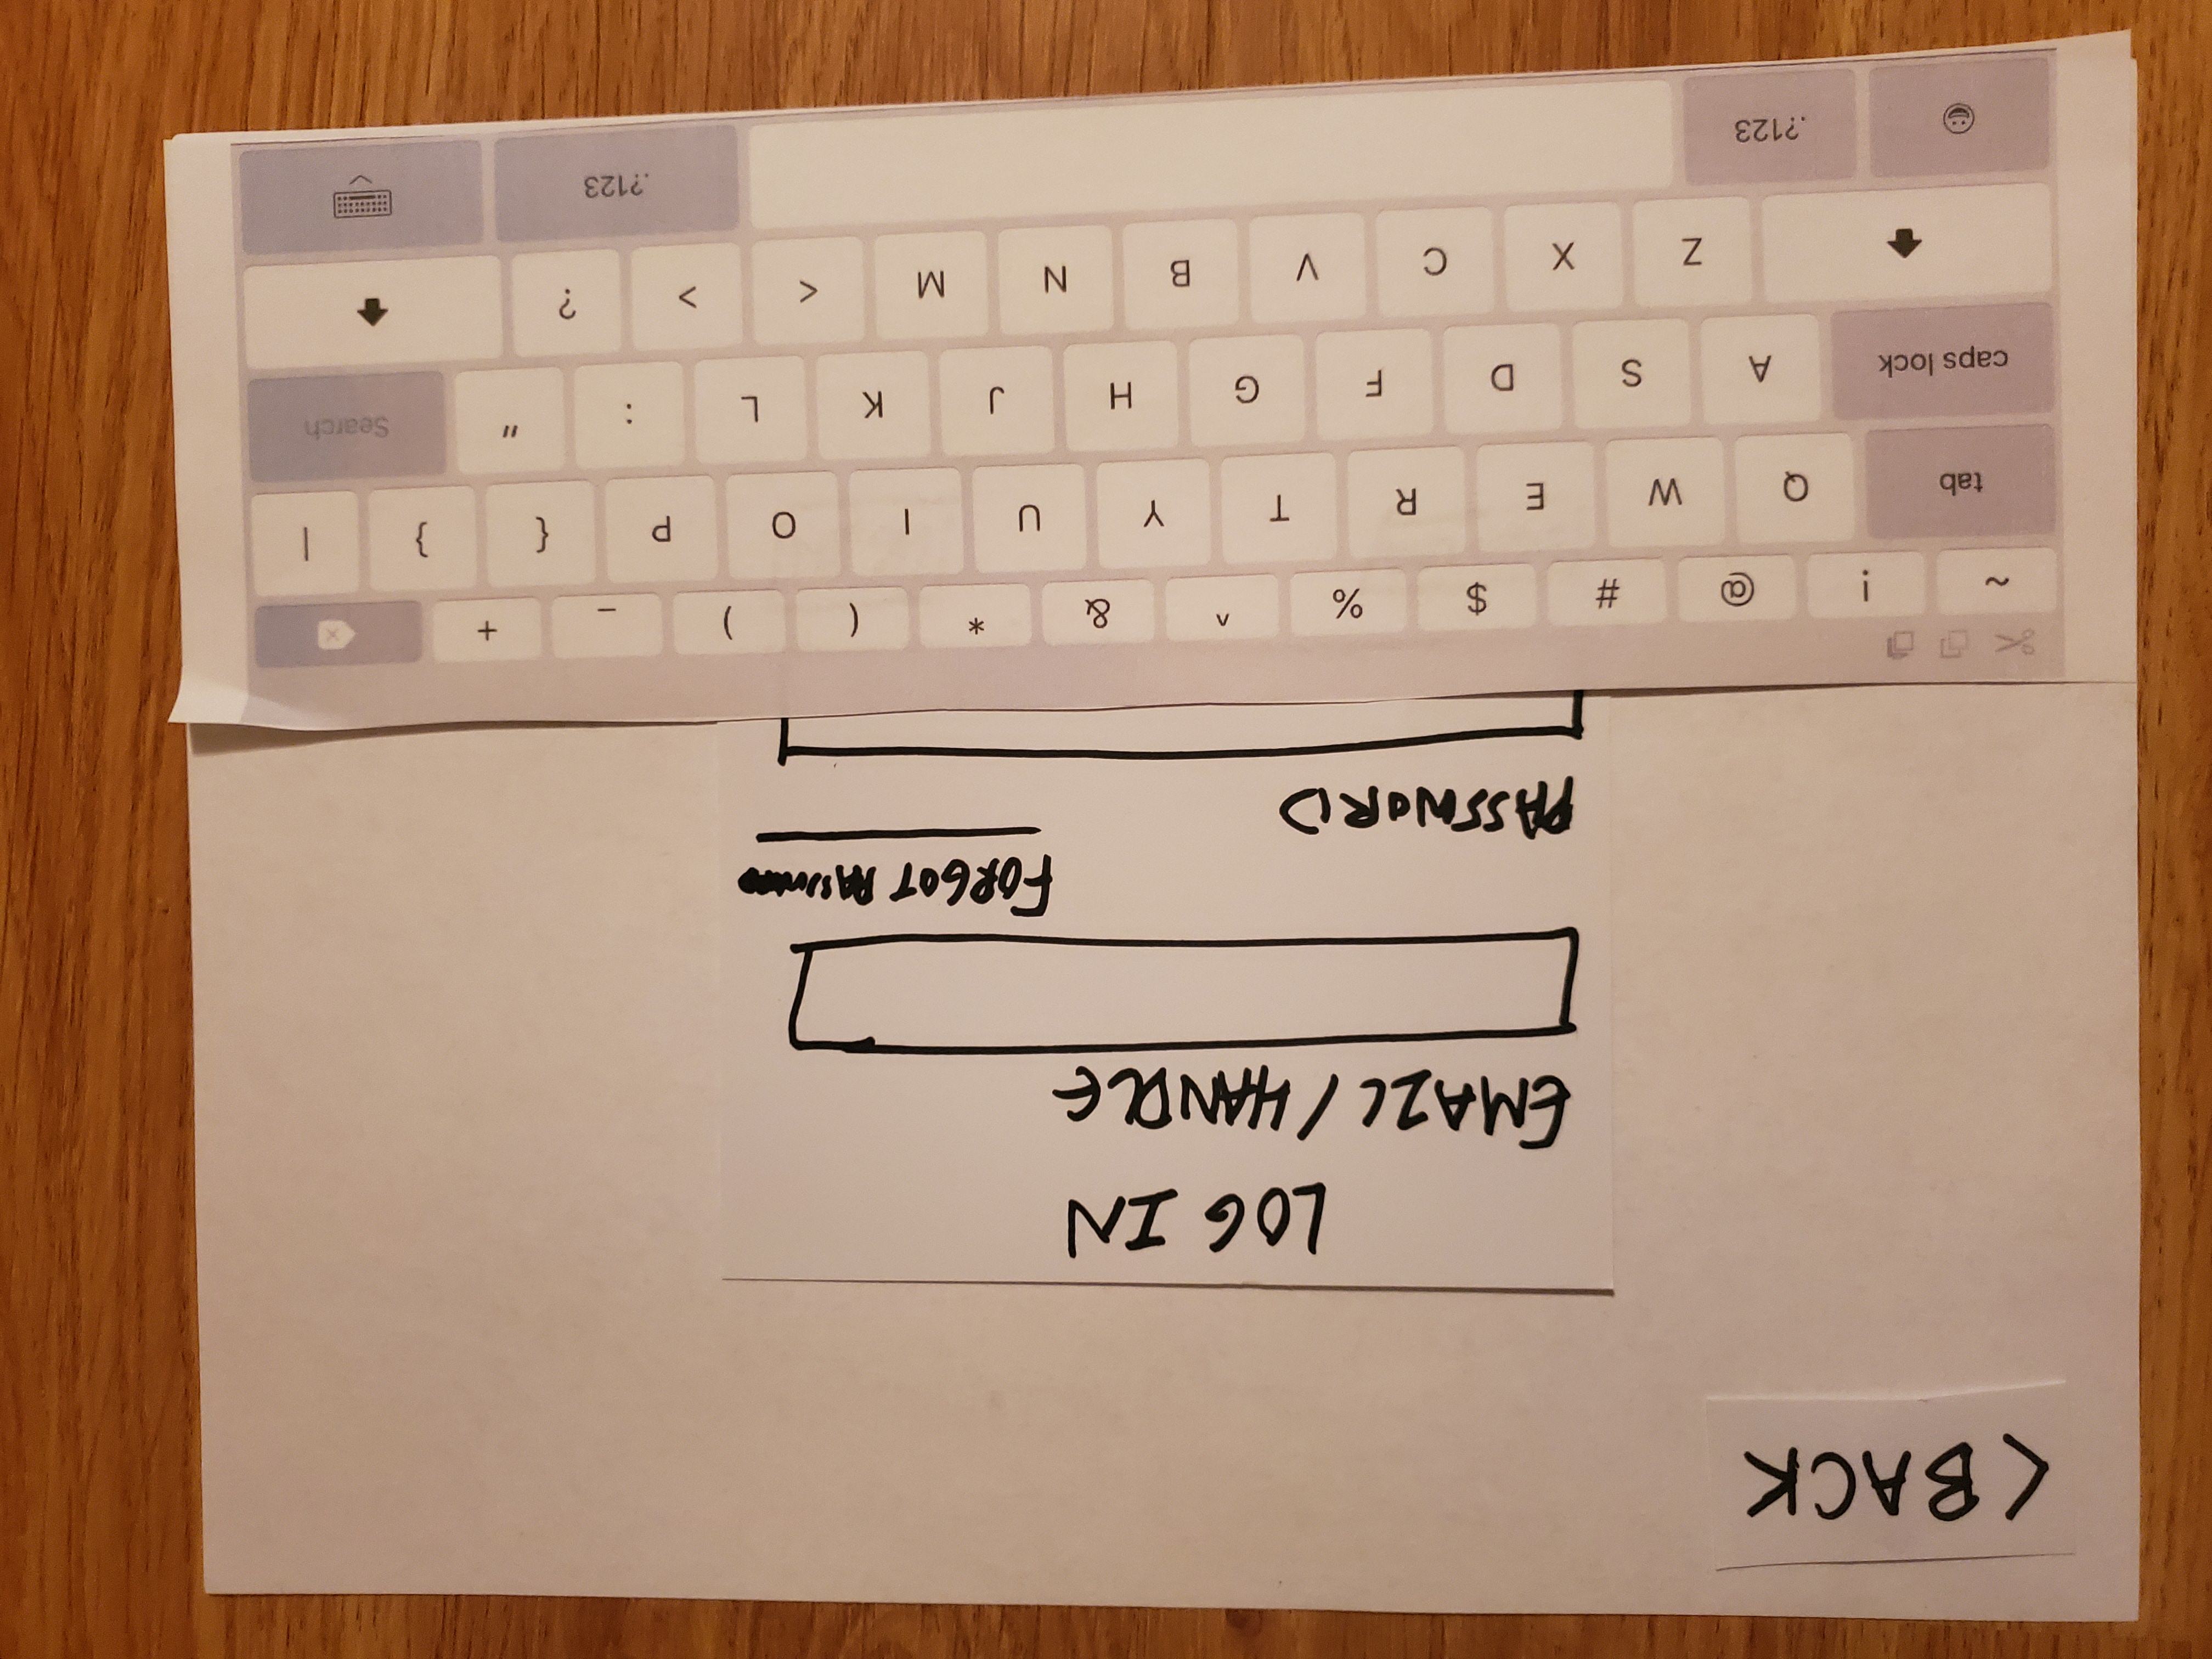 < BACK
LOG IN
EMAIL / HANDLE
FORGOT PASSWORD
PASSWORD
~ ! @ # $ % ^ & * ( ) _ +
tab Q W E R T Y U I O P { } |
caps lock A S D F G H J K L : " Search
Z X C V B N M < > ?
.?123 .?123